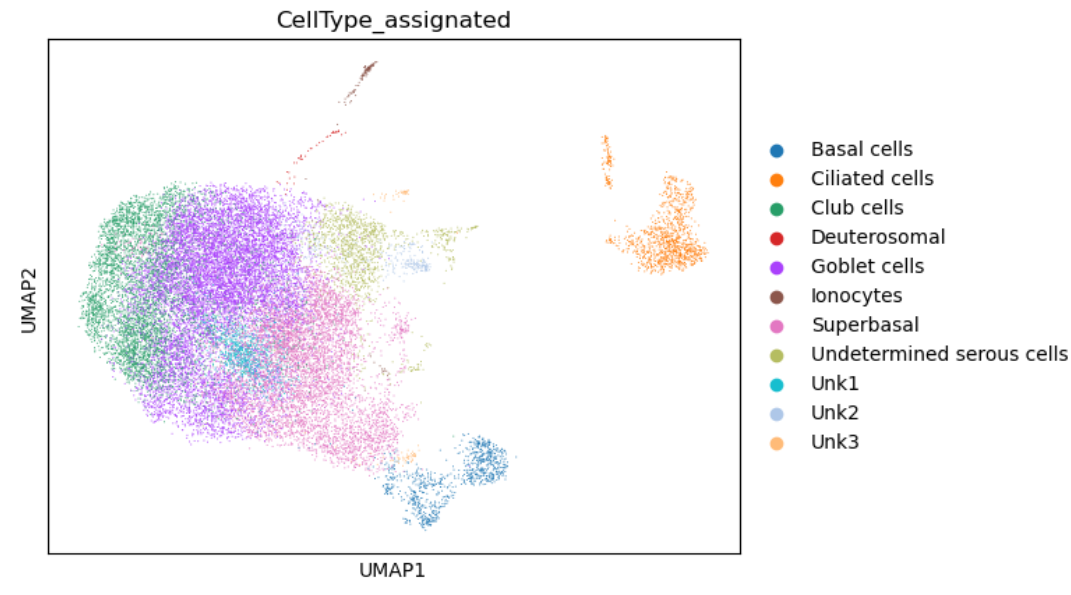 CellType_assignated
UMAP2
UMAP1
Basal cells
Ciliated cells
Club cells
Deuterosomal
Goblet cells
Ionocytes
Superbasal
Undetermined serous cells
Unk1
Unk2
Unk3